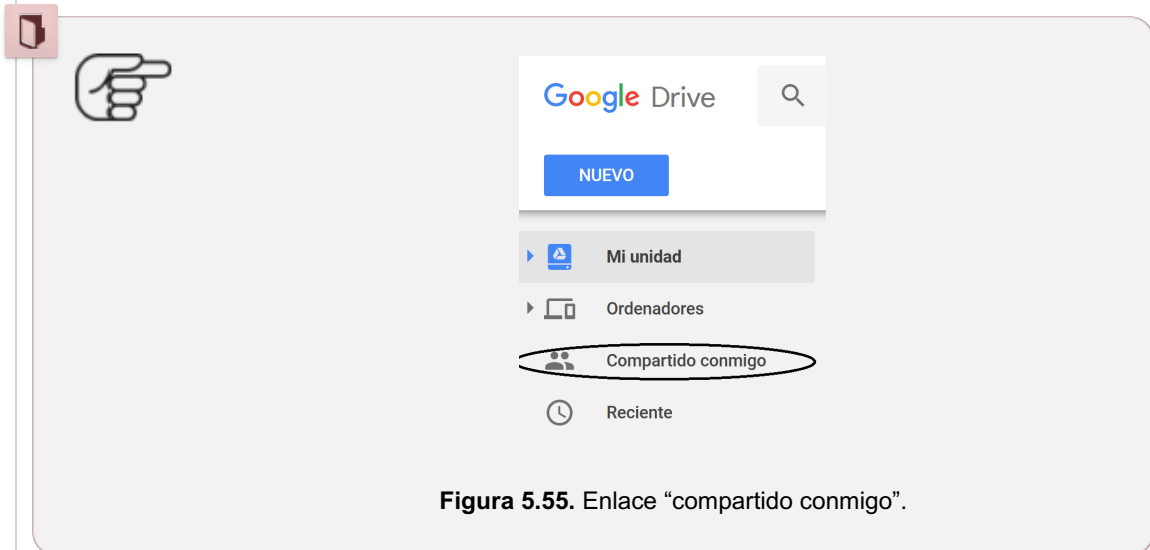 Google Drive
NUEVO
Mi unidad
Ordenadores
Compartido conmigo
Reciente
Figura 5.55. Enlace “compartido conmigo”.